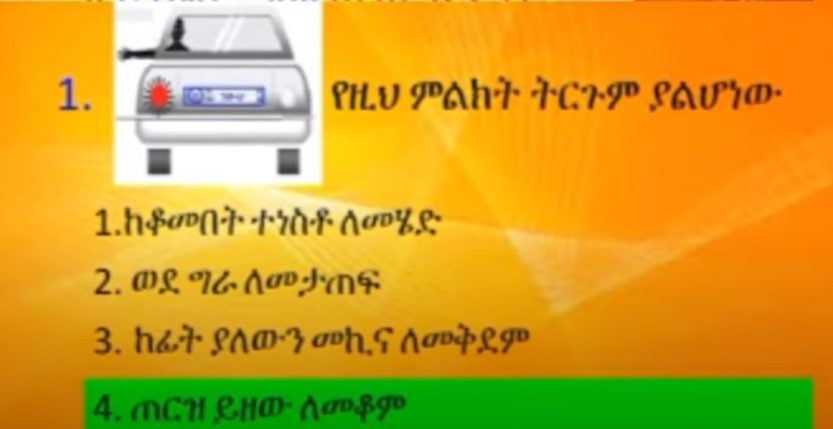 1. የዚህ ምልክት ትርጉም ያልሆነው
1.ከቆመበት ተነስቶ ለመሄድ
2. ወደ ግራ ለመታጠፍ
3. ከፊት ያለውን መኪና ለመቅደም
4. ጠርዝ ይዘው ለመቆም